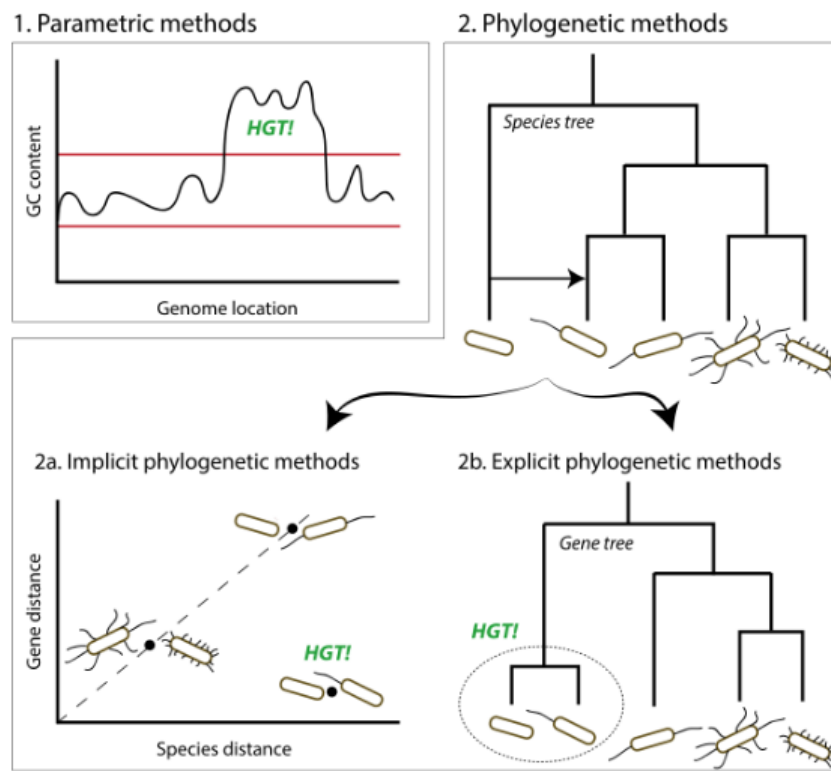 1. Parametric methods
GC content
HGT!
Genome location
2. Phylogenetic methods
Species tree
2a. Implicit phylogenetic methods
Gene distance
HGT!
Species distance
2b. Explicit phylogenetic methods
Gene tree
HGT!